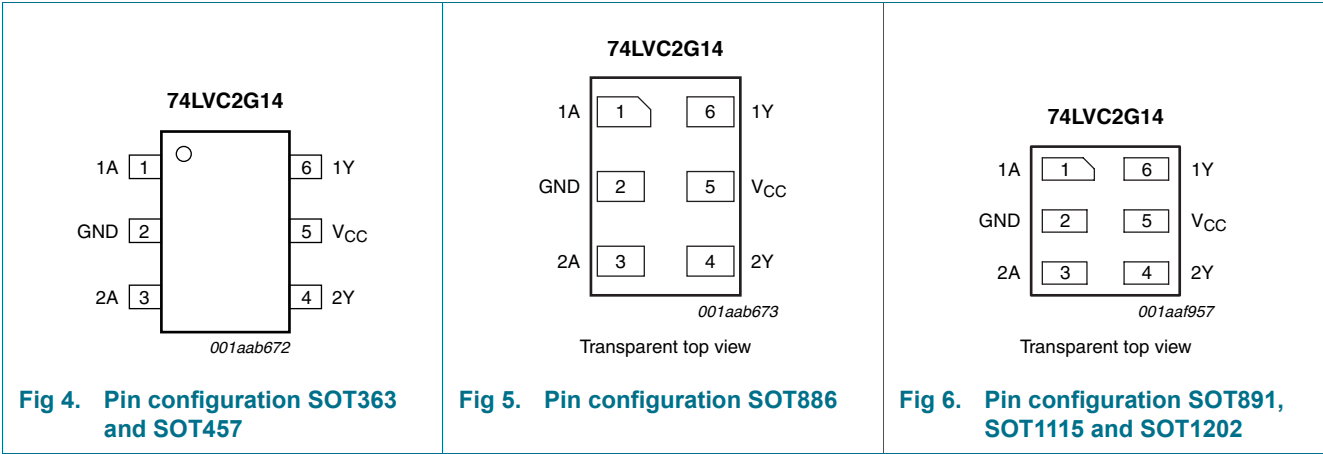 74LVC2G14
1A 1 6 1Y
GND 2 5 VCC
2A 3 4 2Y
001aab672
Fig 4. Pin configuration SOT363
and SOT457
74LVC2G14
1A 1 6 1Y
GND 2 5 VCC
2A 3 4 2Y
001aab673
Transparent top view
Fig 5. Pin configuration SOT886
74LVC2G14
1A 1 6 1Y
GND 2 5 VCC
2A 3 4 2Y
001aaf957
Transparent top view
Fig 6. Pin configuration SOT891,
SOT1115 and SOT1202